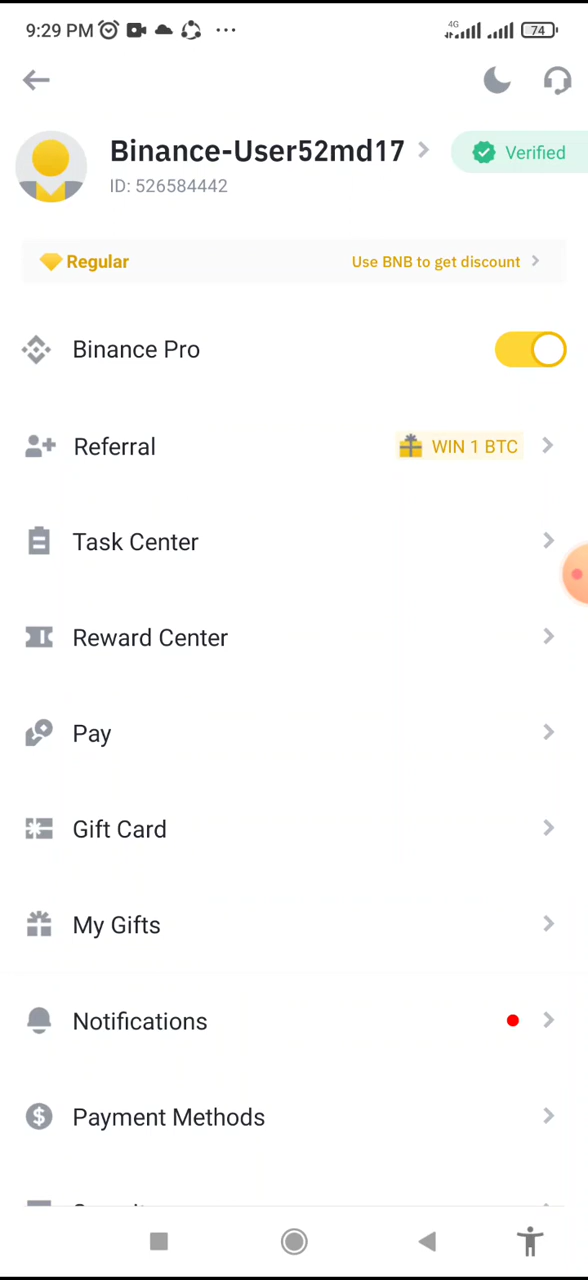 9:29 PM
4G
74
Binance-User52md17
Verified
ID: 526584442
Regular
Use BNB to get discount
Binance Pro
Referral
WIN 1 BTC
Task Center
Reward Center
Pay
Gift Card
My Gifts
Notifications
Payment Methods